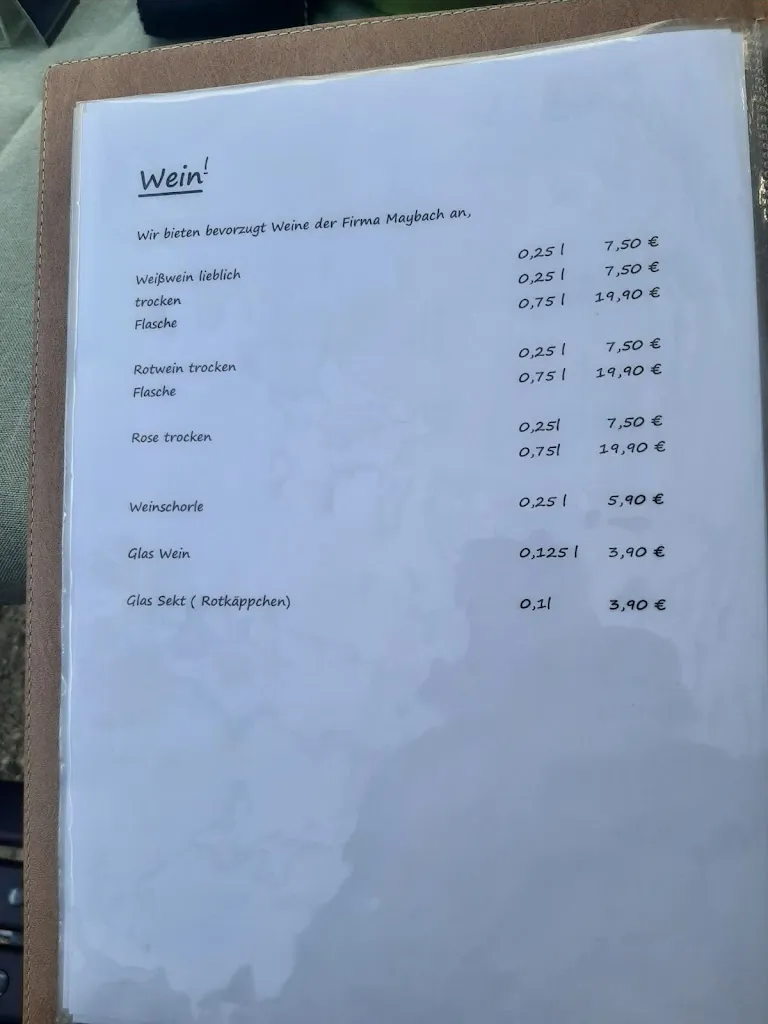 Wein!
Wir bieten bevorzugt Weine der Firma Maybach an,
Weißwein lieblich 0,25 l 7,50 €
trocken 0,25 l 7,50 €
Flasche 0,75 l 19,90 €
Rotwein trocken 0,25 l 7,50 €
Flasche 0,75 l 19,90 €
Rose trocken 0,25l 7,50 €
0,75l 19,90 €
Weinschorle 0,25 l 5,90 €
Glas Wein 0,125 l 3,90 €
Glas Sekt ( Rotkäppchen) 0,1l 3,90 €